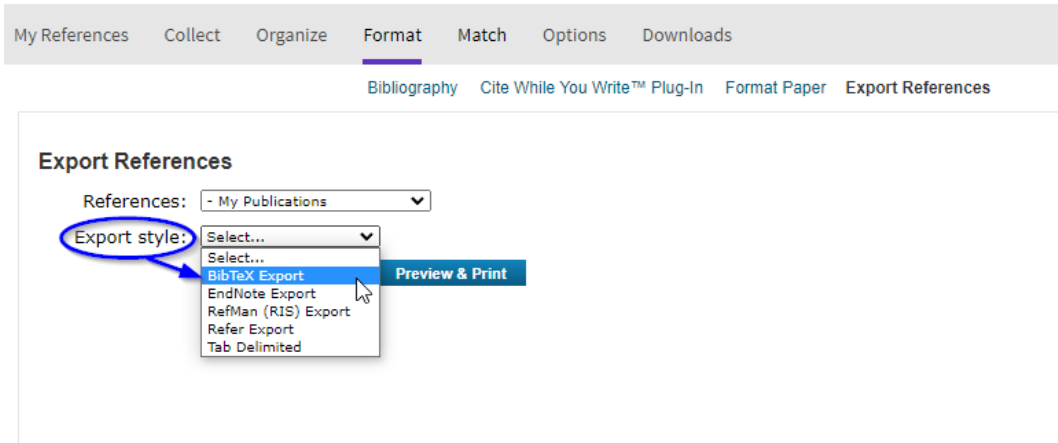 My References Collect Organize Format Match Options Downloads
Bibliography Cite While You Write™ Plug-In Format Paper Export References
Export References
References: - My Publications
Export style: Select...
Select...
BibTeX Export Preview & Print
EndNote Export
RefMan (RIS) Export
Refer Export
Tab Delimited